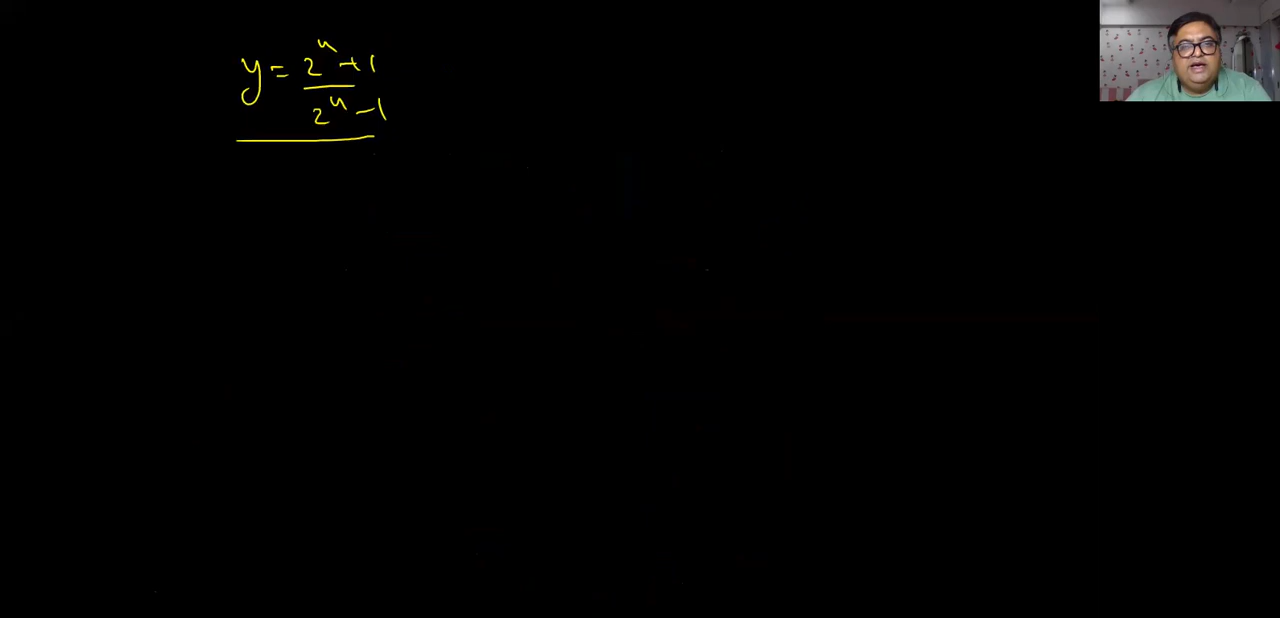 y = 2^x + 1
2^x - 1